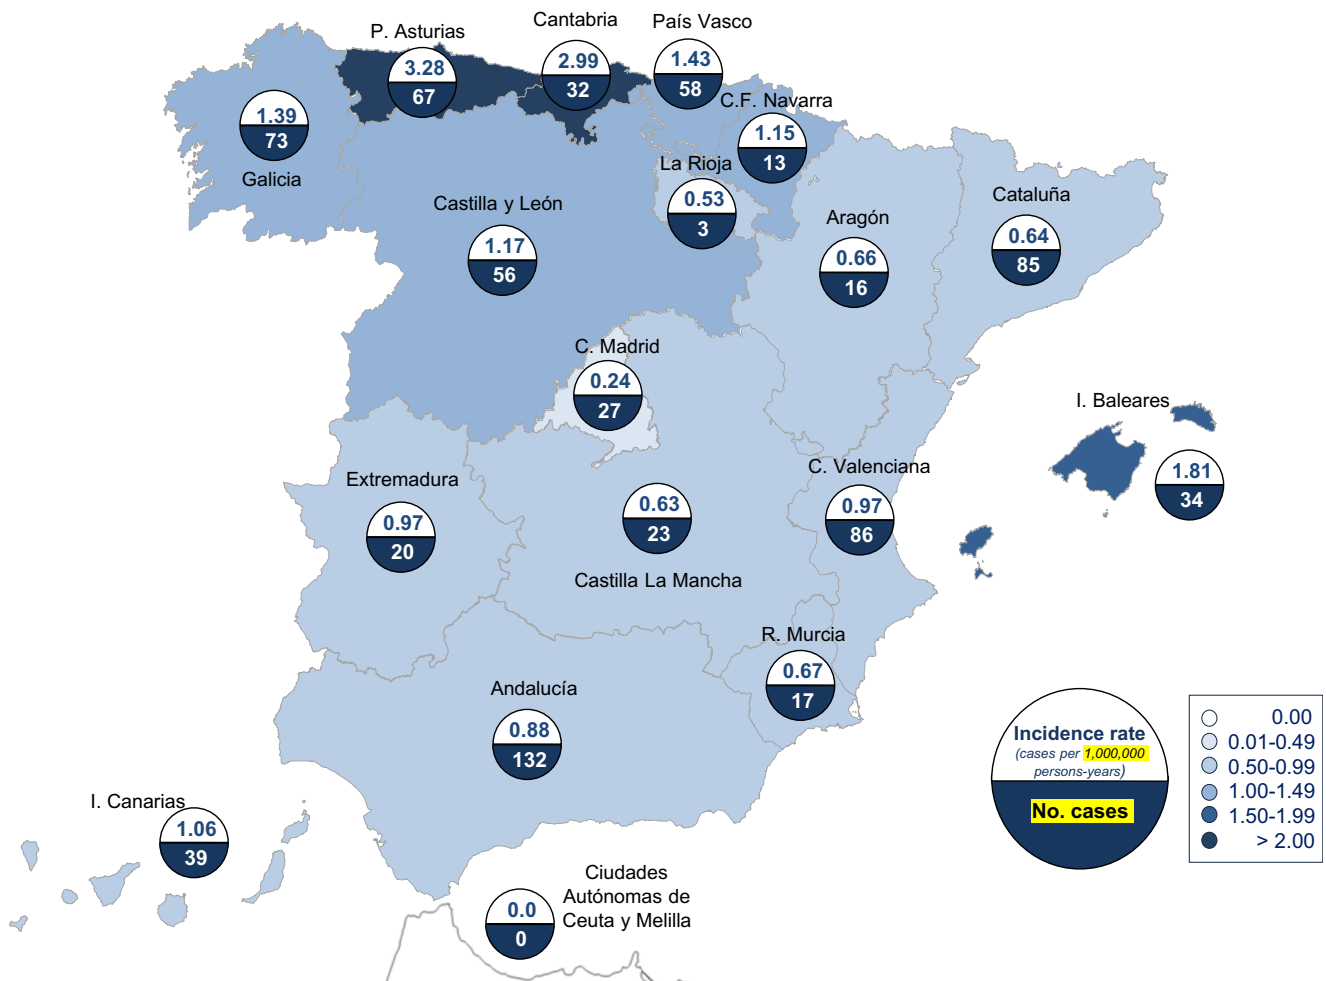 Cantabria
2.99
32
País Vasco
1.43
58
P. Asturias
3.28
67
C.F. Navarra
1.15
13
1.39
73
Galicia
La Rioja
0.53
3
Castilla y León
1.17
56
Aragón
0.66
16
Cataluña
0.64
85
C. Madrid
0.24
27
I. Baleares
1.81
34
Extremadura
0.97
20
0.63
23
Castilla La Mancha
C. Valenciana
0.97
86
R. Murcia
0.67
17
Andalucía
0.88
132
I. Canarias
1.06
39
Ciudades
Autónomas de
Ceuta y Melilla
0.0
0
Incidence rate
(cases per 1,000,000
persons-years)
No. cases
0.00
0.01-0.49
0.50-0.99
1.00-1.49
1.50-1.99
> 2.00